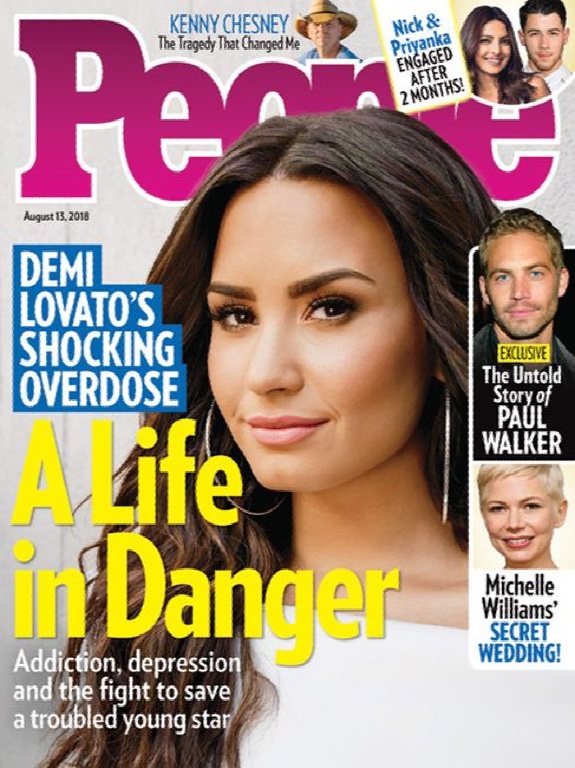 KENNY CHESNEY
The Tragedy That Changed Me
Nick &
Priyanka
ENGAGED
AFTER
2 MONTHS!
People
August 13, 2018
DEMI
LOVATO'S
SHOCKING
OVERDOSE
A Life
in Danger
Addiction, depression
and the fight to save
a troubled young star
EXCLUSIVE
The Untold
Story of
PAUL
WALKER
Michelle
Williams'
SECRET
WEDDING!